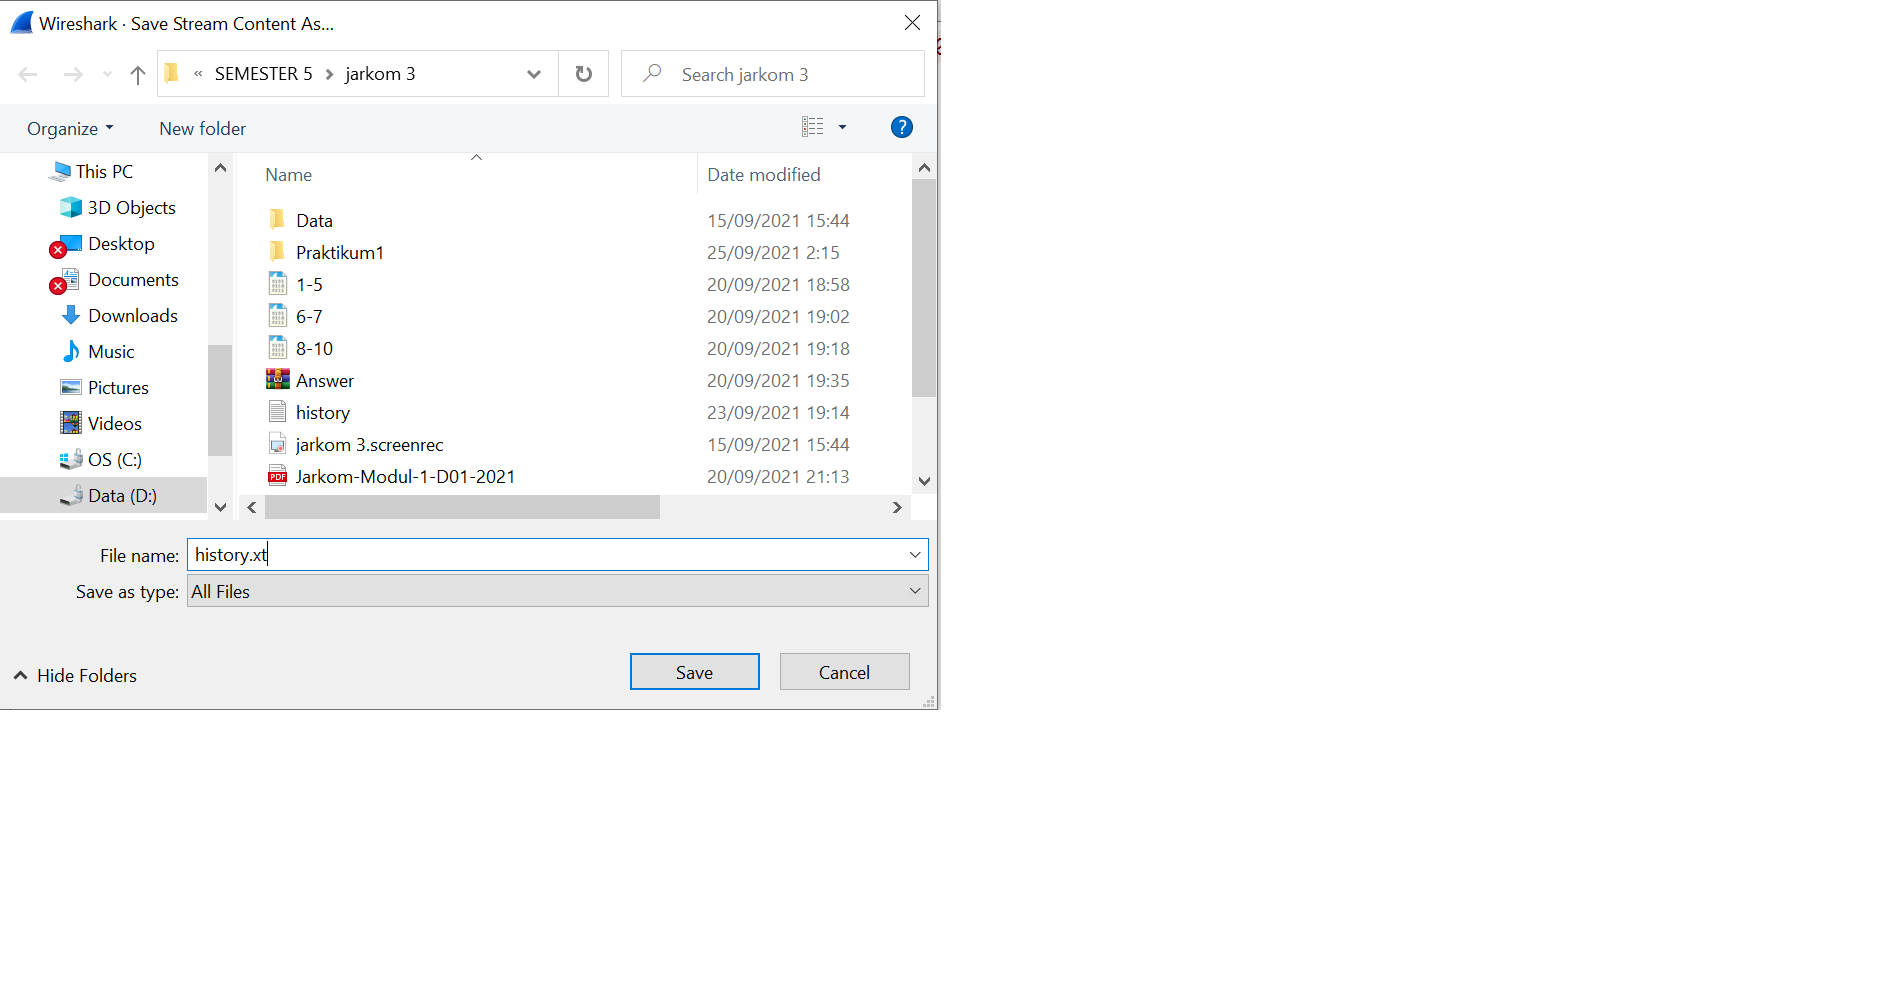 Wireshark · Save Stream Content As...
« SEMESTER 5 > jarkom 3
Search jarkom 3
Organize
New folder
?
This PC
3D Objects
Desktop
Documents
Downloads
Music
Pictures
Videos
OS (C:)
Data (D:)
Name Date modified
Data 15/09/2021 15:44
Praktikum1 25/09/2021 2:15
1-5 20/09/2021 18:58
6-7 20/09/2021 19:02
8-10 20/09/2021 19:18
Answer 20/09/2021 19:35
history 23/09/2021 19:14
jarkom 3.screenrec 15/09/2021 15:44
PDF Jarkom-Modul-1-D01-2021 20/09/2021 21:13
File name: history.xt
Save as type: All Files
Hide Folders
Save
Cancel